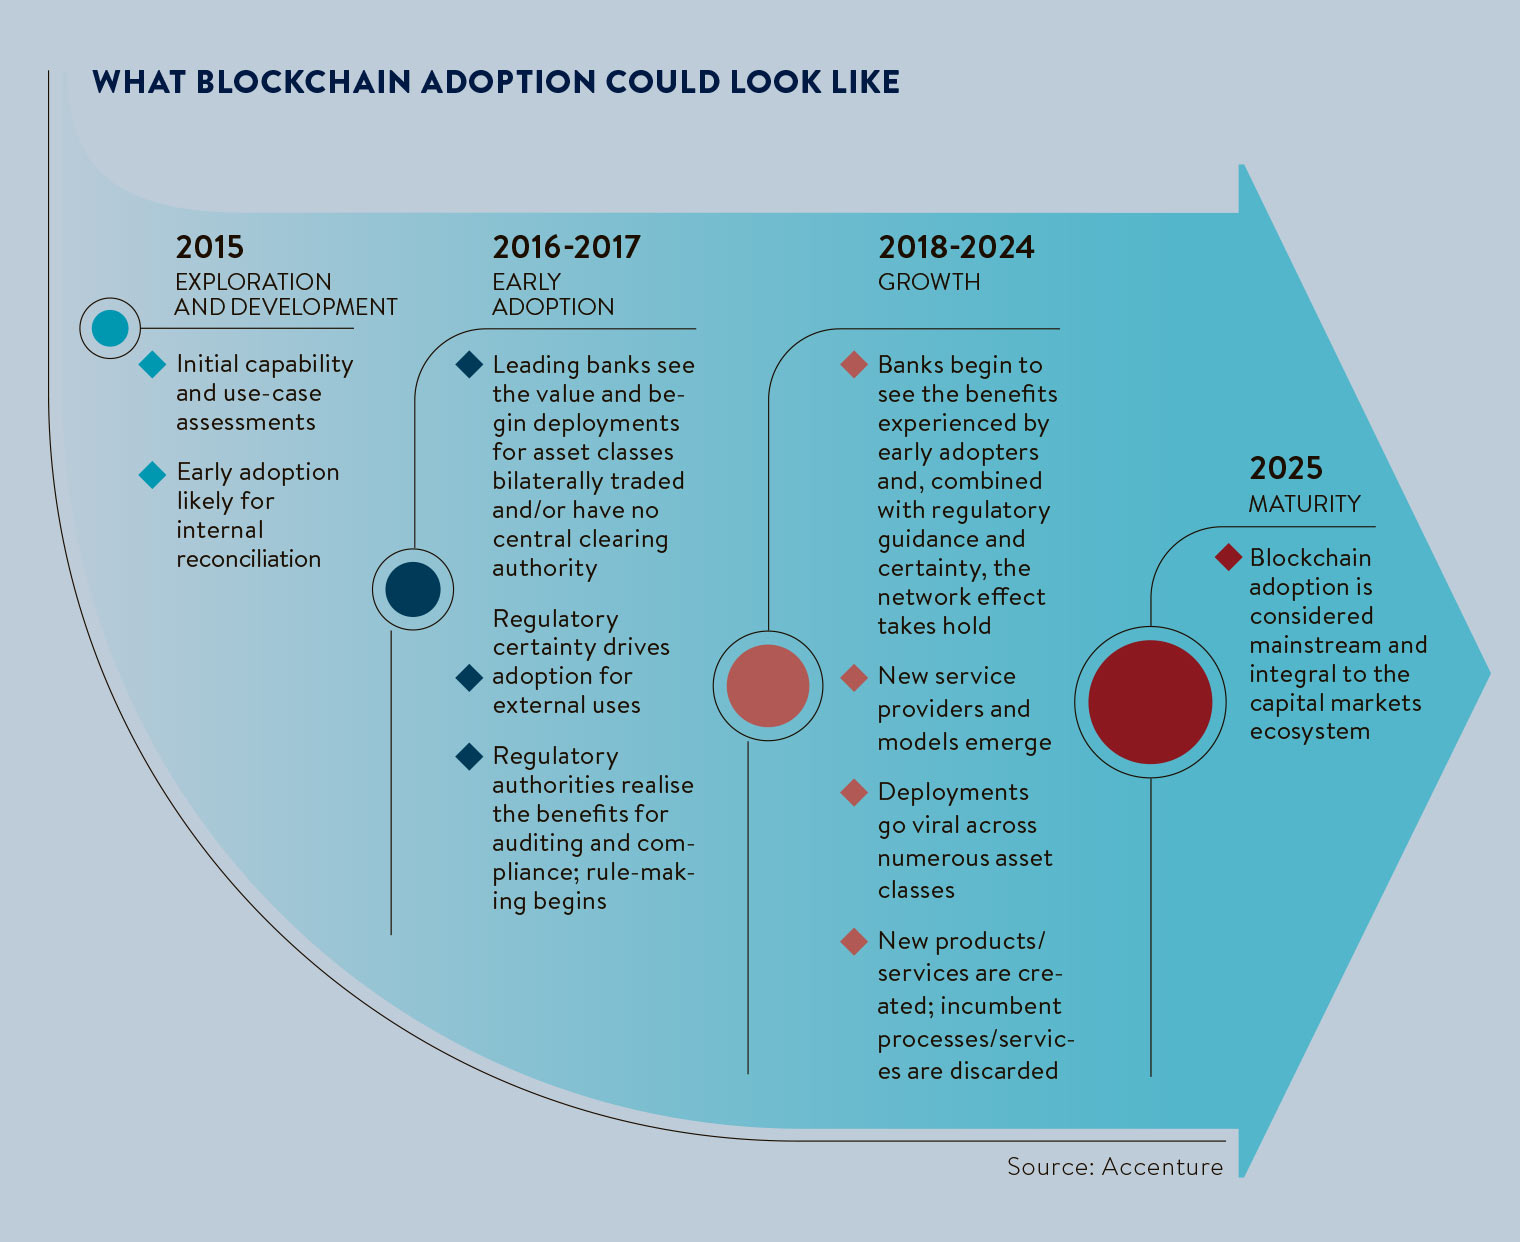 WHAT BLOCKCHAIN ADOPTION COULD LOOK LIKE
2015
EXPLORATION
AND DEVELOPMENT
Initial capability
and use-case
assessments
Early adoption
likely for
internal
reconciliation
2016-2017
EARLY
ADOPTION
Leading banks see
the value and be-
gin deployments
for asset classes
bilaterally traded
and/or have no
central clearing
authority
Regulatory
certainty drives
adoption for
external uses
Regulatory
authorities realise
the benefits for
auditing and com-
pliance; rule-mak-
ing begins
2018-2024
GROWTH
Banks begin to
see the benefits
experienced by
early adopters
and, combined
with regulatory
guidance and
certainty, the
network effect
takes hold
New service
providers and
models emerge
Deployments
go viral across
numerous asset
classes
New products/
services are cre-
ated; incumbent
processes/servic-
es are discarded
2025
MATURITY
Blockchain
adoption is
considered
mainstream and
integral to the
capital markets
ecosystem
Source: Accenture